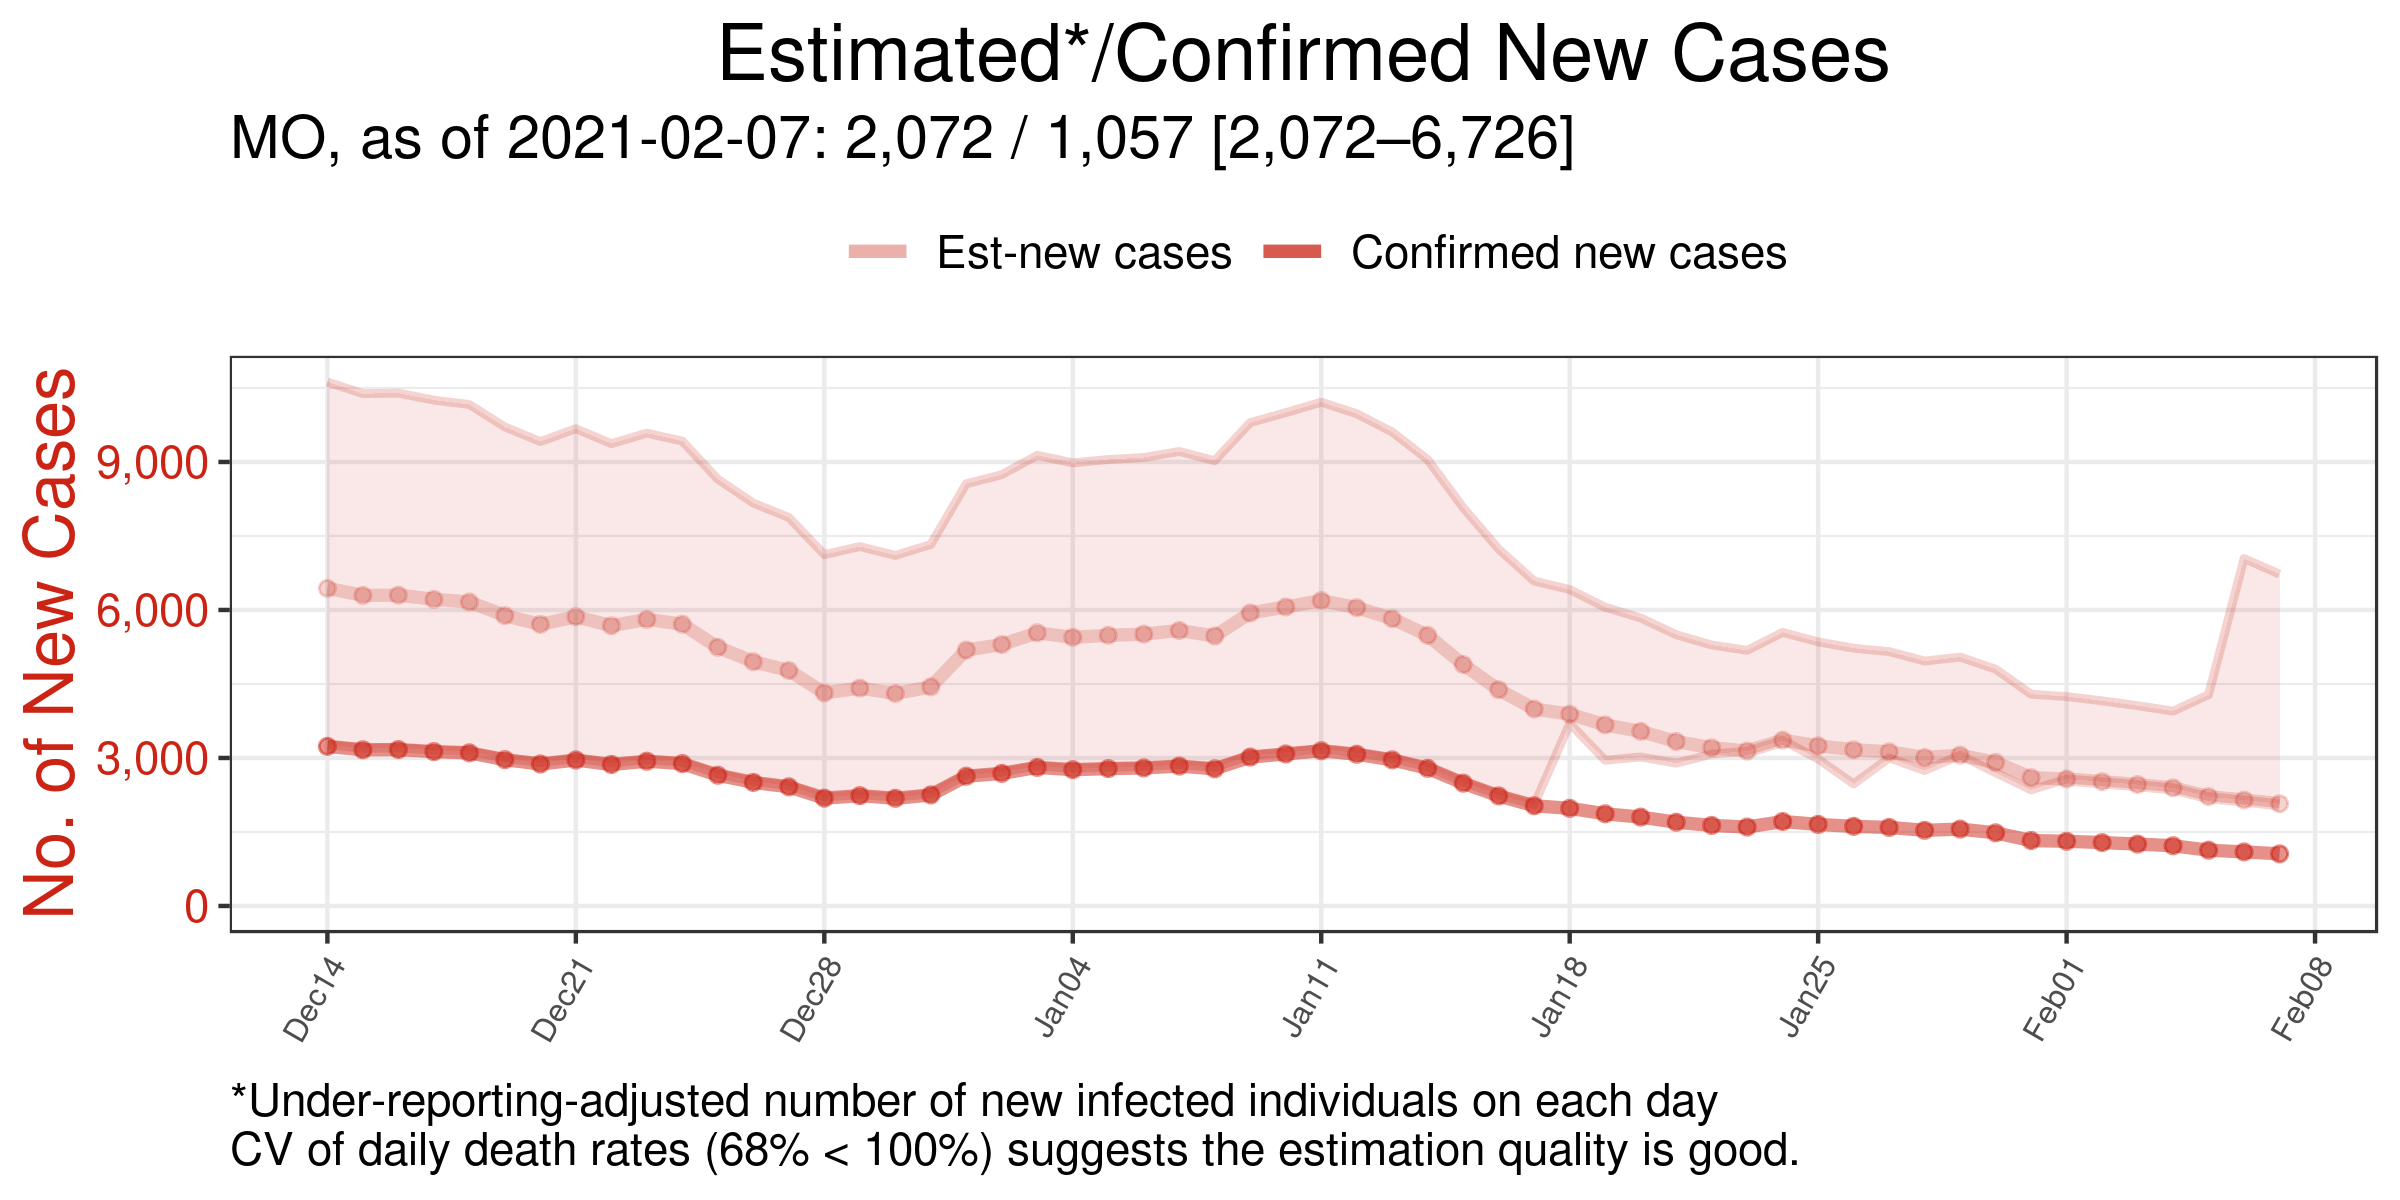 Estimated*/Confirmed New Cases
MO, as of 2021-02-07: 2,072 / 1,057 [2,072–6,726]
Est-new cases
Confirmed new cases
No. of New Cases
9,000
6,000
3,000
0
Dec14
Dec21
Dec28
Jan04
Jan11
Jan18
Jan25
Feb01
Feb08
*Under-reporting-adjusted number of new infected individuals on each day
CV of daily death rates (68% < 100%) suggests the estimation quality is good.